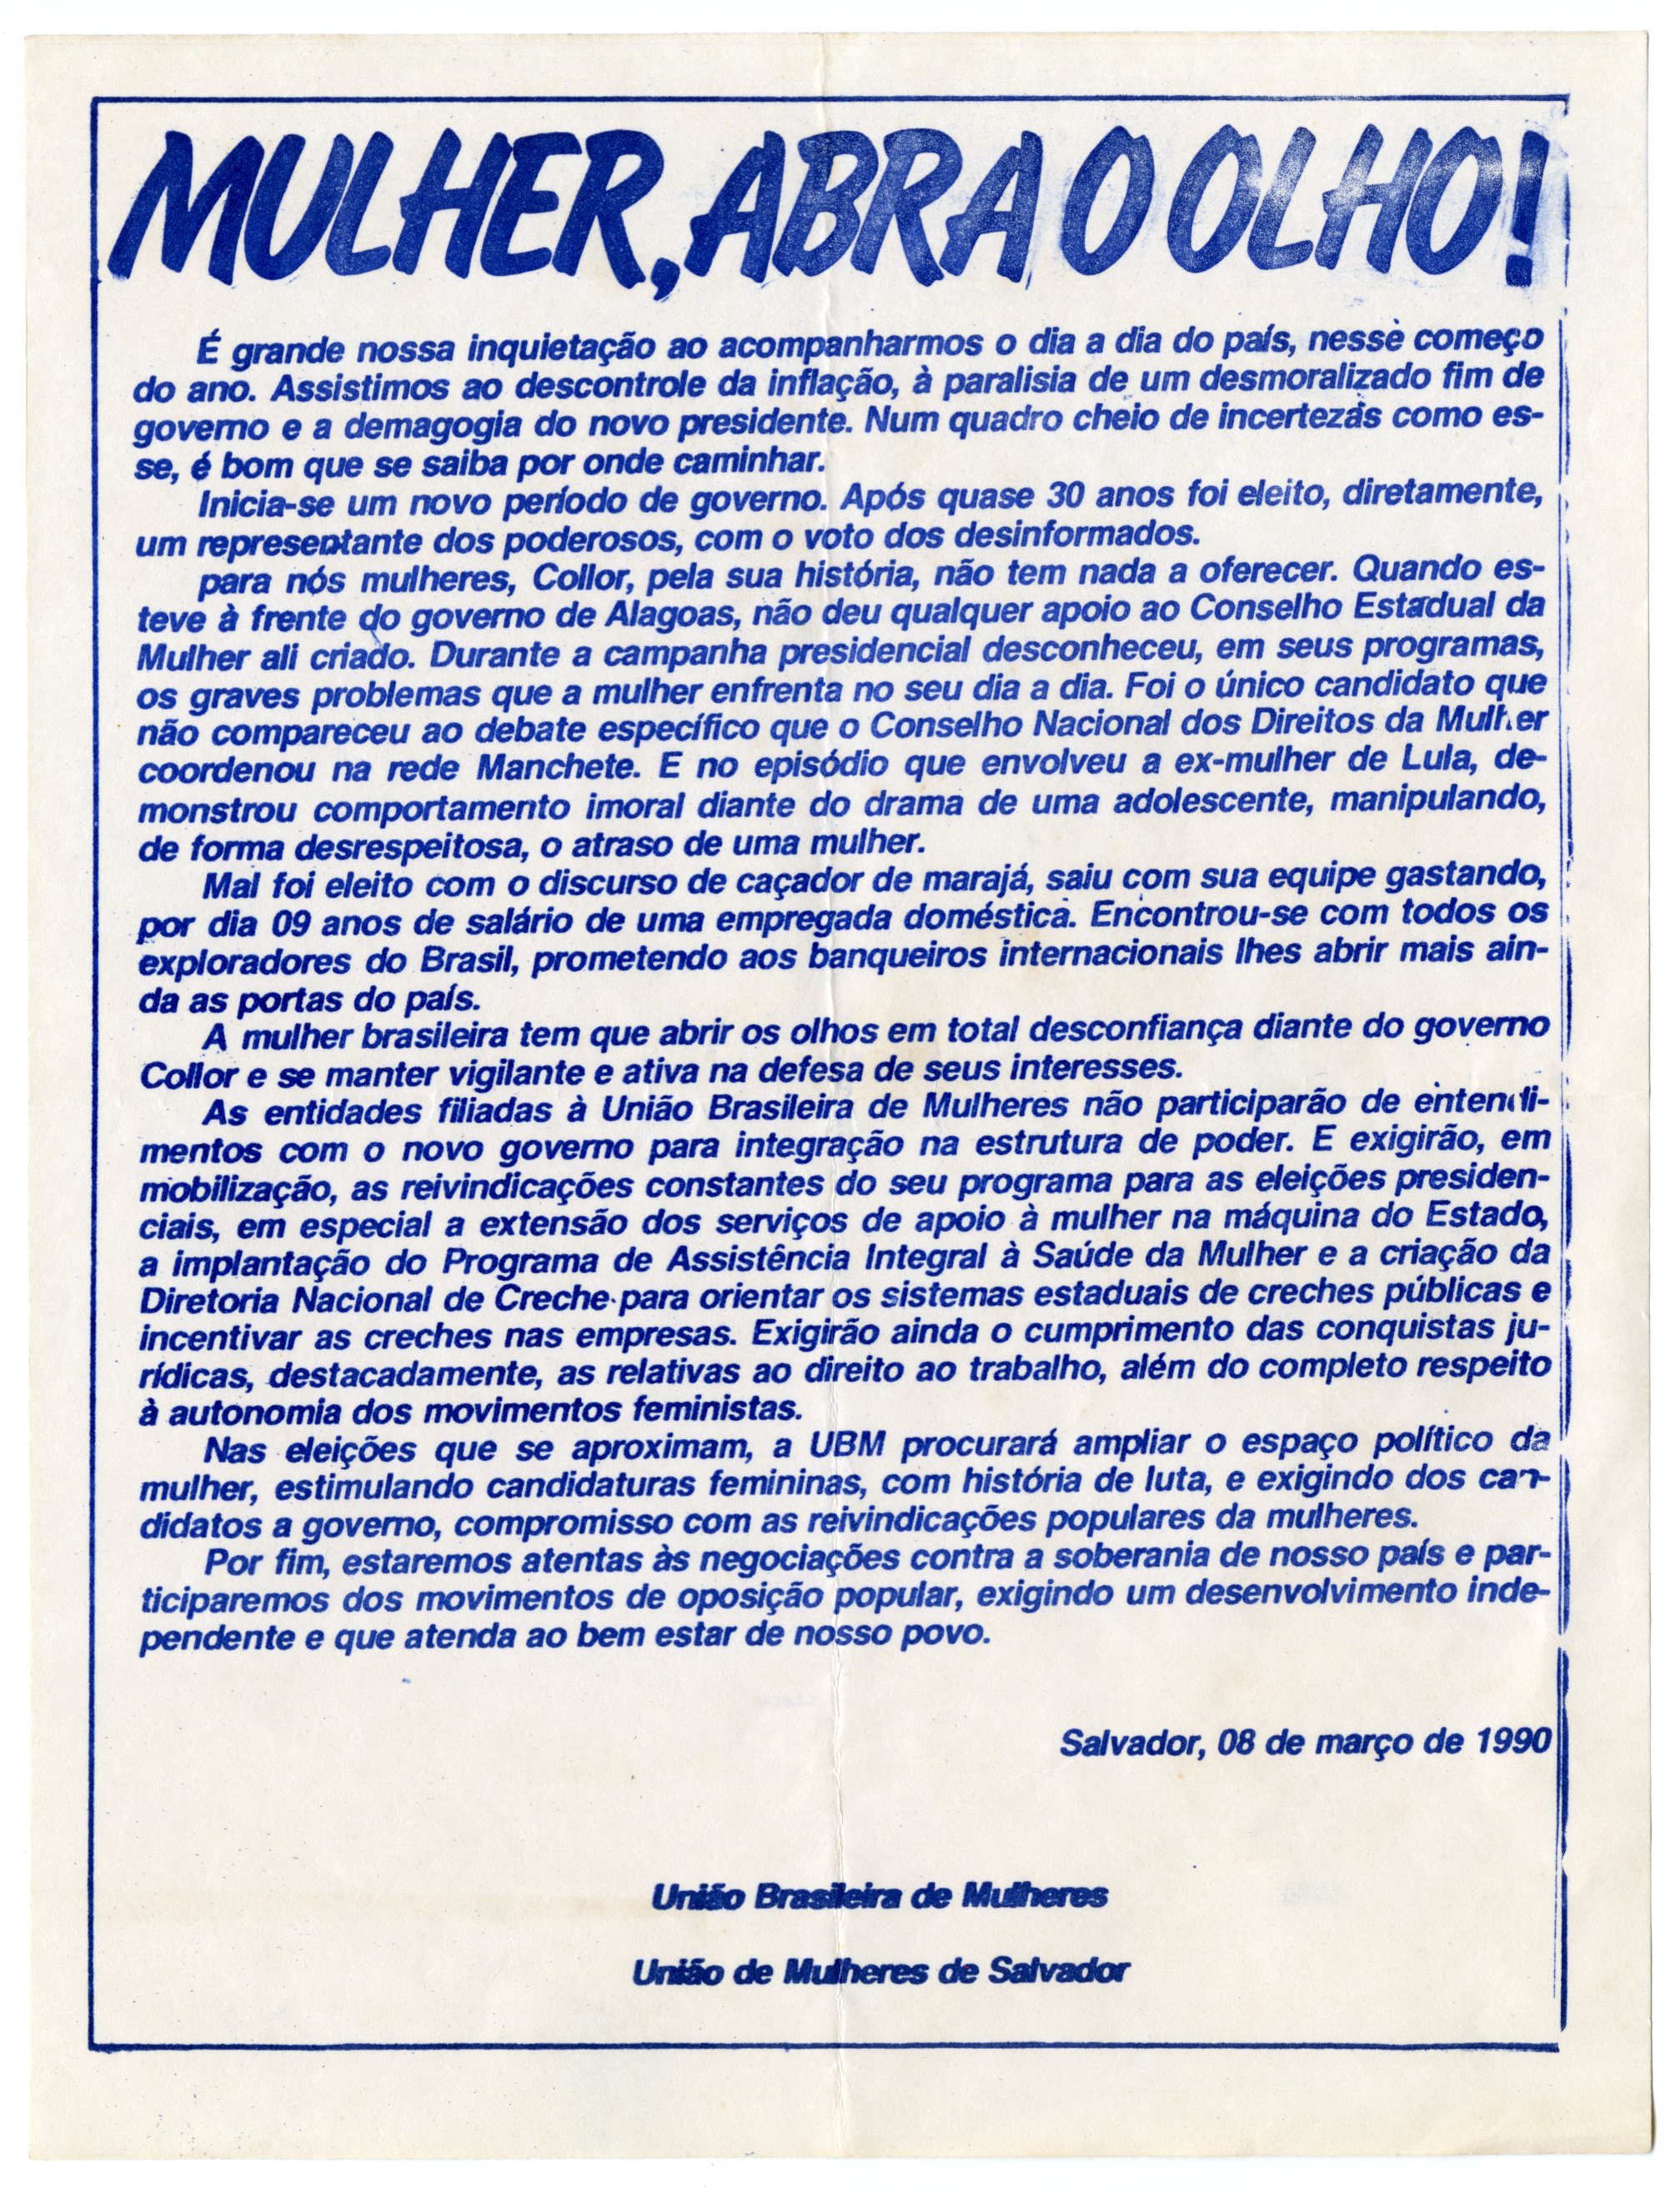 MULHER, ABRA O OLHO!
É grande nossa inquietação ao acompanharmos o dia a dia do país, nesse começo
do ano. Assistimos ao descontrole da inflação, à paralisia de um desmoralizado fim de
governo e a demagogia do novo presidente. Num quadro cheio de incertezas como es-
se, é bom que se saiba por onde caminhar.
Inicia-se um novo período de governo. Após quase 30 anos foi eleito, diretamente,
um representante dos poderosos, com o voto dos desinformados.
para nós mulheres, Collor, pela sua história, não tem nada a oferecer. Quando es-
teve à frente do governo de Alagoas, não deu qualquer apoio ao Conselho Estadual da
Mulher ali criado. Durante a campanha presidencial desconheceu, em seus programas,
os graves problemas que a mulher enfrenta no seu dia a dia. Foi o único candidato que
não compareceu ao debate específico que o Conselho Nacional dos Direitos da Mulher
coordenou na rede Manchete. E no episódio que envolveu a ex-mulher de Lula, de-
monstrou comportamento imoral diante do drama de uma adolescente, manipulando,
de forma desrespeitosa, o atraso de uma mulher.
Mal foi eleito com o discurso de caçador de marajá, saiu com sua equipe gastando,
por dia 09 anos de salário de uma empregada doméstica. Encontrou-se com todos os
exploradores do Brasil, prometendo aos banqueiros internacionais lhes abrir mais ain-
da as portas do país.
A mulher brasileira tem que abrir os olhos em total desconfiança diante do governo
Collor e se manter vigilante e ativa na defesa de seus interesses.
As entidades filiadas à União Brasileira de Mulheres não participarão de entendi-
mentos com o novo governo para integração na estrutura de poder. E exigirão, em
mobilização, as reivindicações constantes do seu programa para as eleições presiden-
ciais, em especial a extensão dos serviços de apoio à mulher na máquina do Estado,
a implantação do Programa de Assistência Integral à Saúde da Mulher e a criação da
Diretoria Nacional de Creche para orientar os sistemas estaduais de creches públicas e
incentivar as creches nas empresas. Exigirão ainda o cumprimento das conquistas ju-
rídicas, destacadamente, as relativas ao direito ao trabalho, além do completo respeito
à autonomia dos movimentos feministas.
Nas eleições que se aproximam, a UBM procurará ampliar o espaço político da
mulher, estimulando candidaturas femininas, com história de luta, e exigindo dos can-
didatos a governo, compromisso com as reivindicações populares da mulheres.
Por fim, estaremos atentas às negociações contra a soberania de nosso país e par-
ticiparemos dos movimentos de oposição popular, exigindo um desenvolvimento inde-
pendente e que atenda ao bem estar de nosso povo.
Salvador, 08 de março de 1990
União Brasileira de Mulheres
União de Mulheres de Salvador